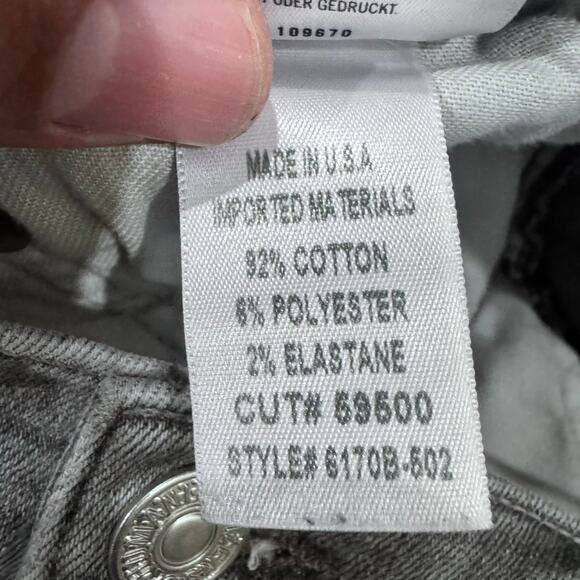 ODER GEDRUCKT.
109670
MADE IN U.S.A
IMPORTED MATERIALS
92% COTTON
6% POLYESTER
2% ELASTANE
CUT# 59500
STYLE# 6170B-502